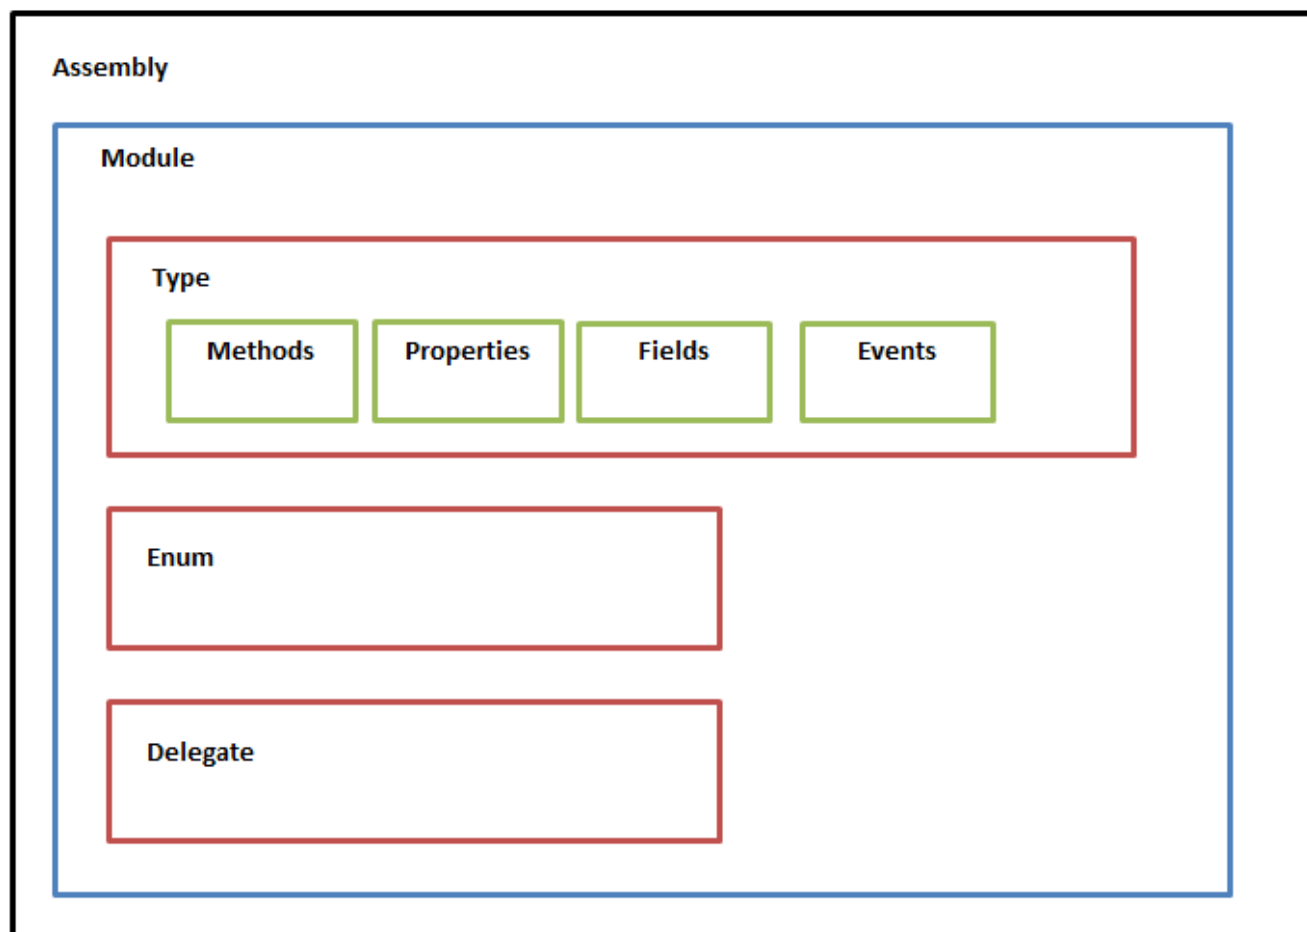 Assembly
Module
Type
Methods Properties Fields Events
Enum
Delegate